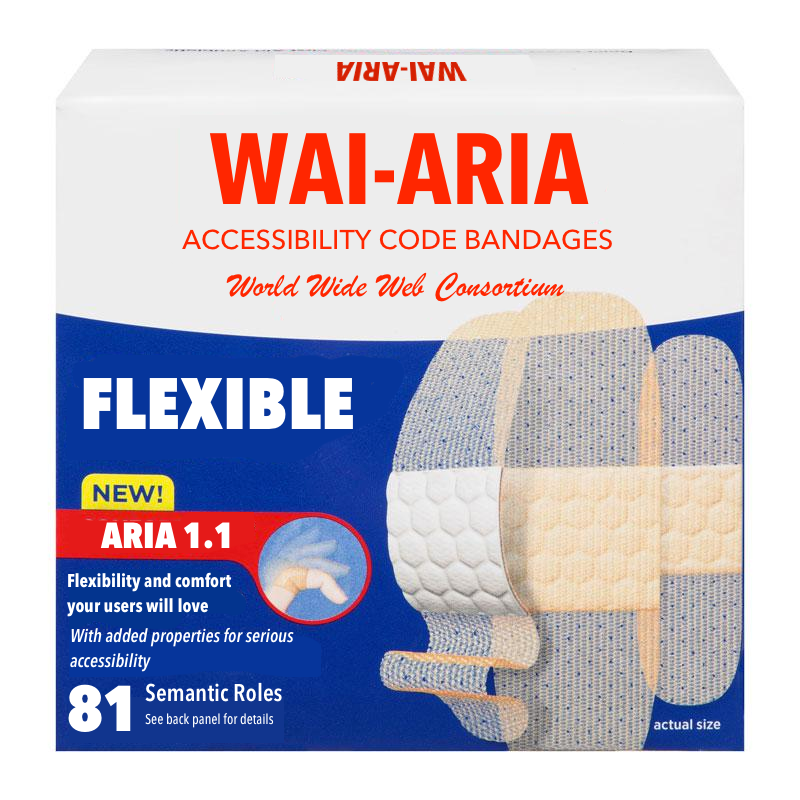 WAI-ARIA
WAI-ARIA
ACCESSIBILITY CODE BANDAGES
World Wide Web Consortium
FLEXIBLE
NEW!
ARIA 1.1
Flexibility and comfort
your users will love
With added properties for serious
accessibility
81 Semantic Roles
See back panel for details
actual size